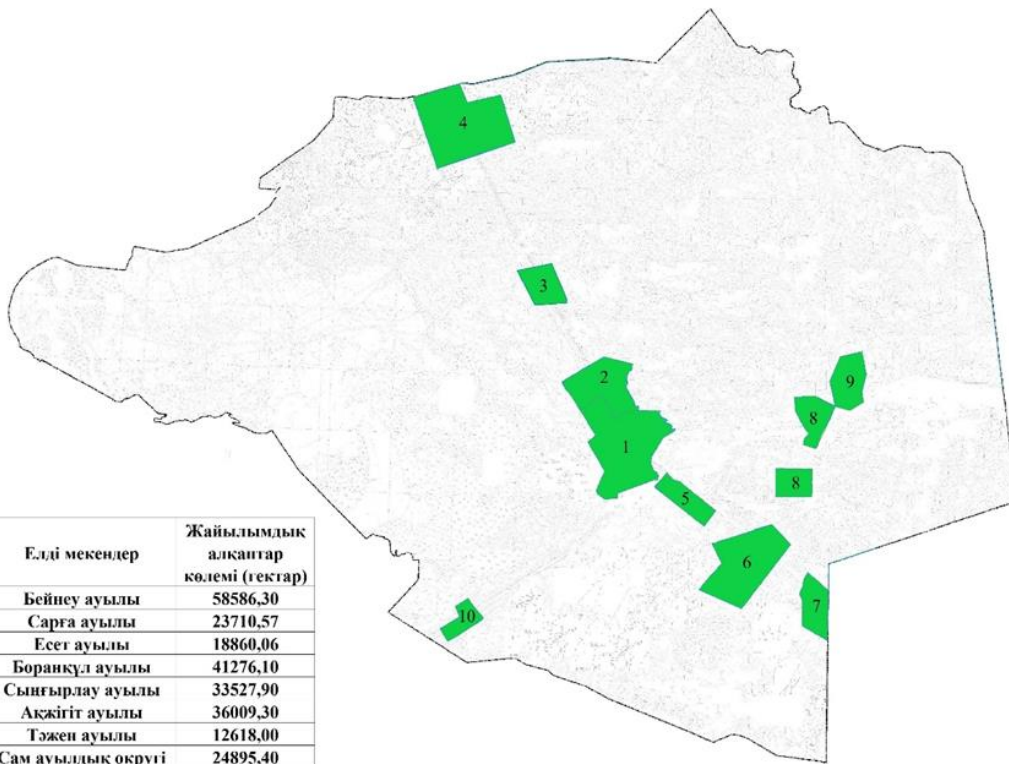 4
3
2
9
8
1
8
5
6
7
10
Елді мекендер
Жайылымдық
алқаптар
көлемі (гектар)
Бейнеу ауылы 58586,30
Сарға ауылы 23710,57
Есет ауылы 18860,06
Боранқұл ауылы 41276,10
Сыңғырлау ауылы 33527,90
Ақжігіт ауылы 36009,30
Тәжен ауылы 12618,00
Сам ауылдық округі 24895,40